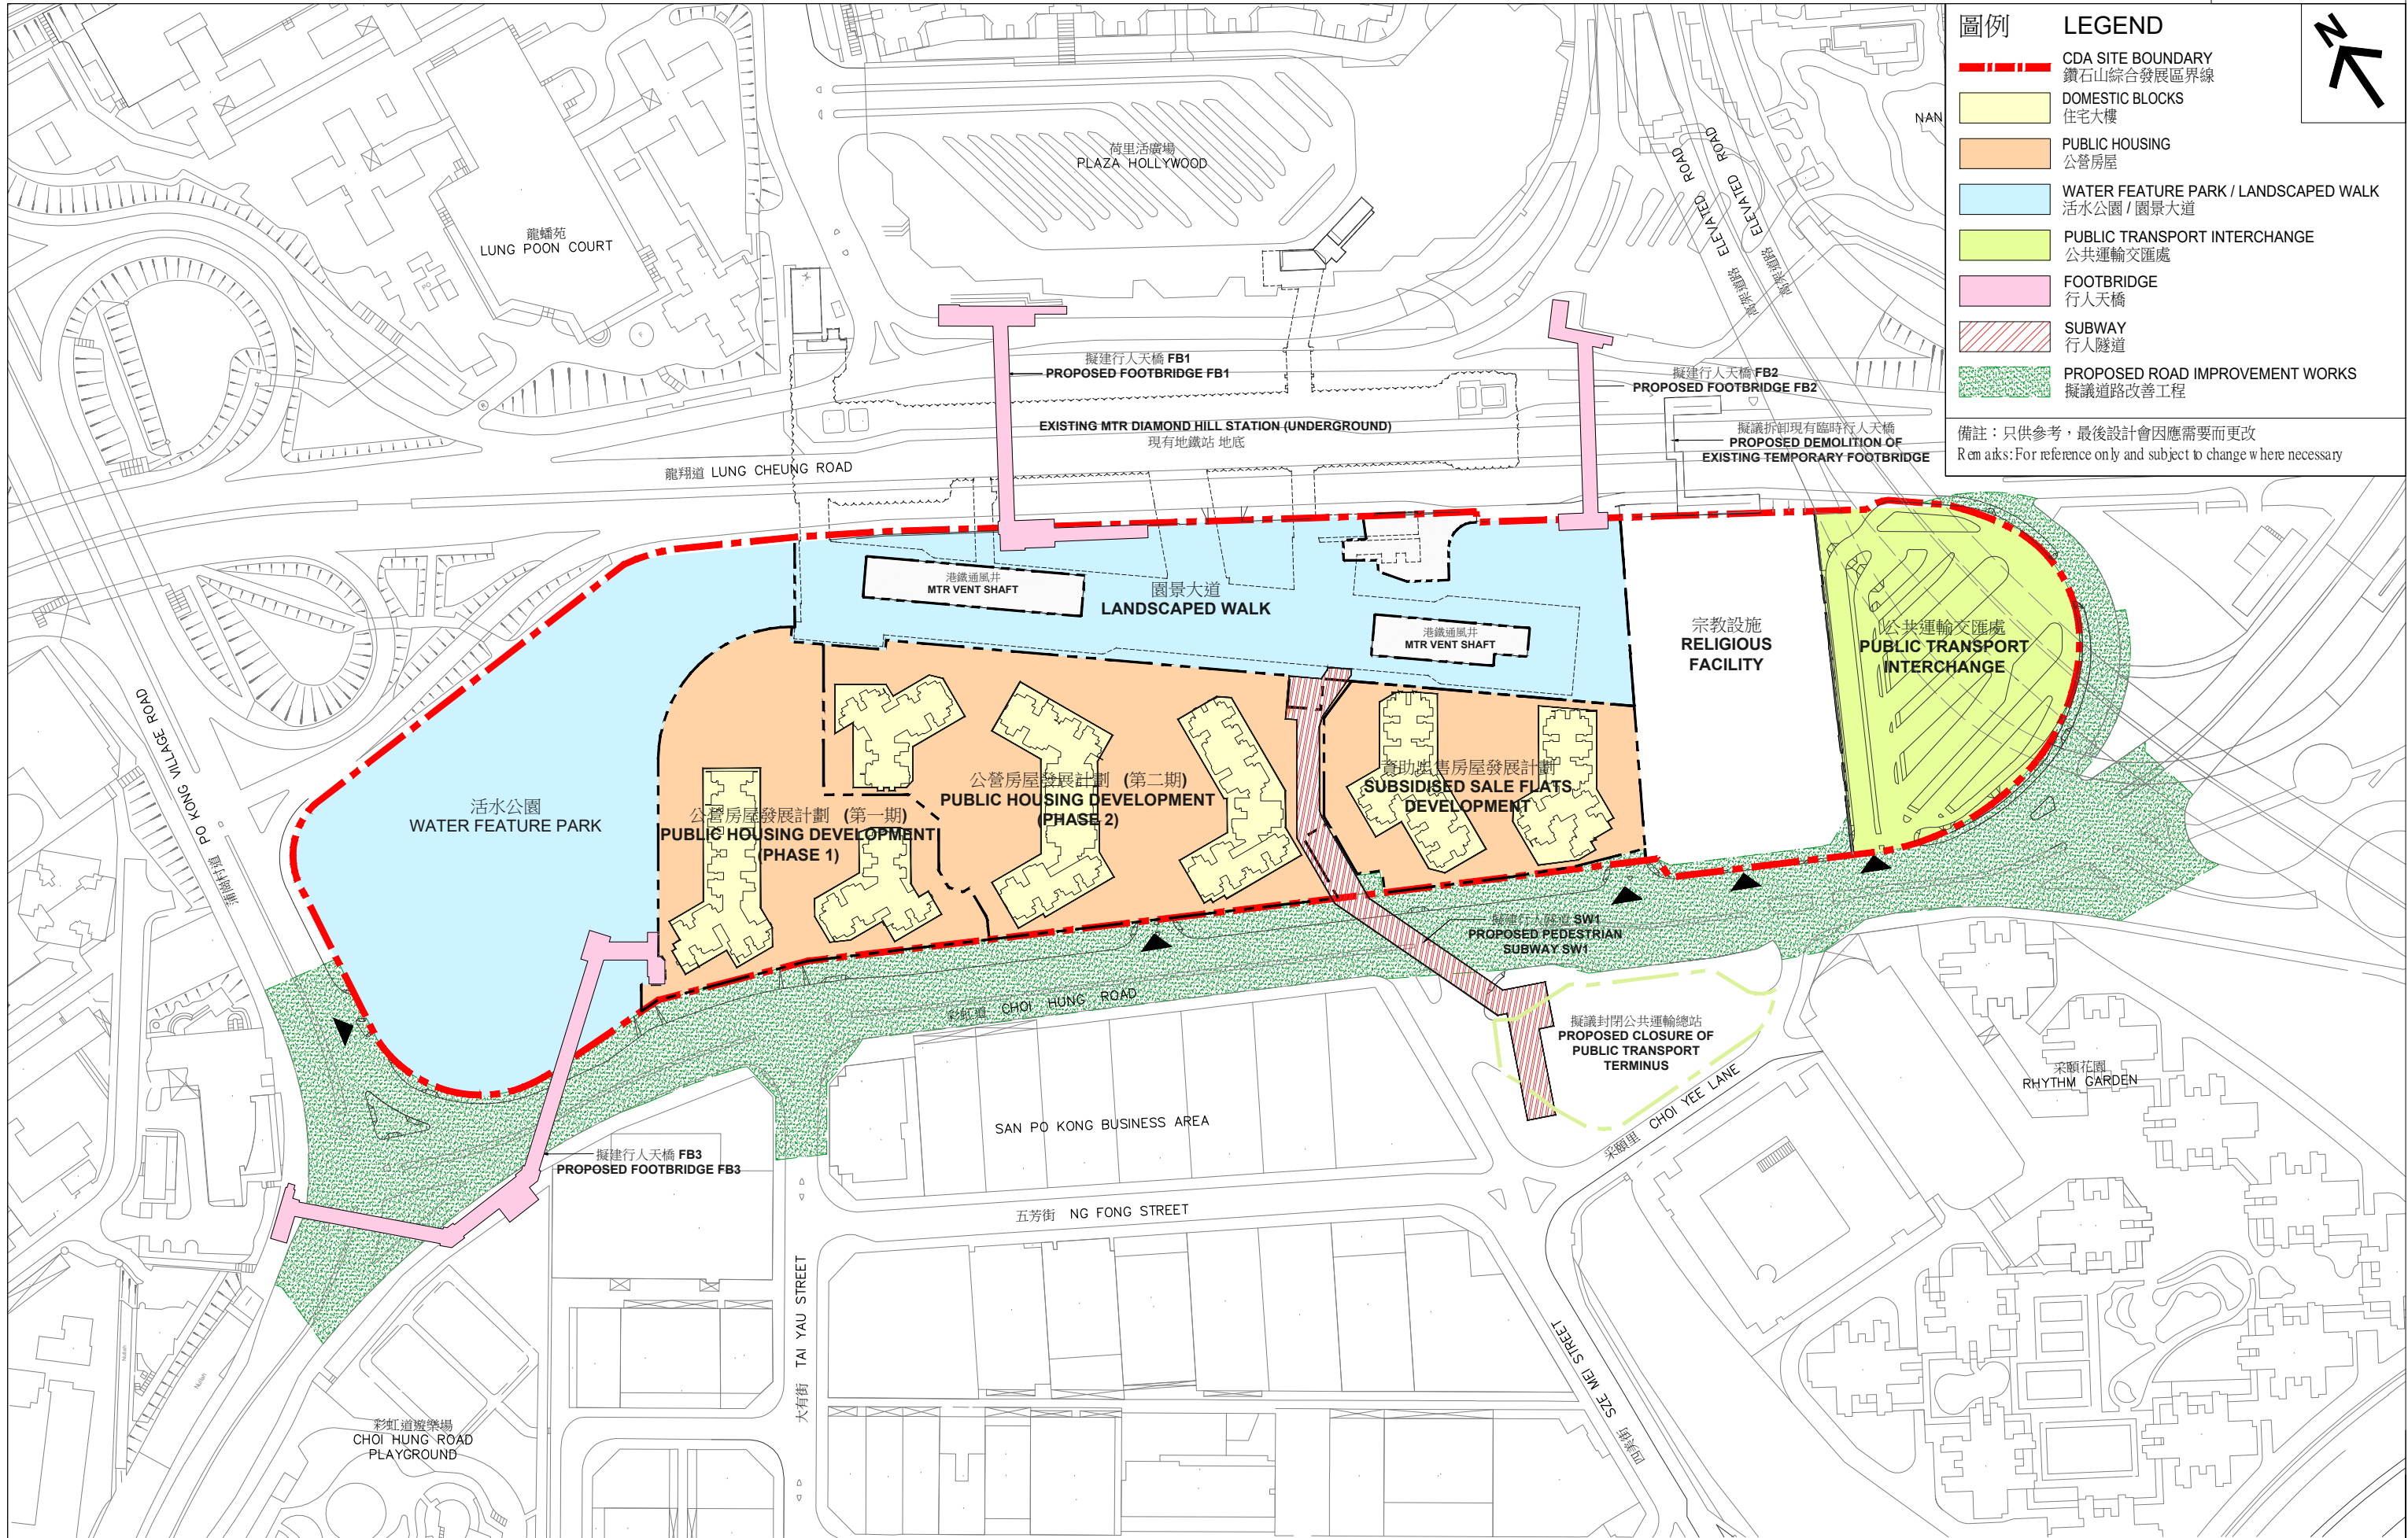 圖例 LEGEND
N
CDA SITE BOUNDARY
鑽石山綜合發展區界線
DOMESTIC BLOCKS
住宅大樓
PUBLIC HOUSING
公營房屋
WATER FEATURE PARK / LANDSCAPED WALK
活水公園 / 園景大道
PUBLIC TRANSPORT INTERCHANGE
公共運輸交匯處
FOOTBRIDGE
行人天橋
SUBWAY
行人隧道
PROPOSED ROAD IMPROVEMENT WORKS
擬議道路改善工程
備註：只供參考，最後設計會因應需要而更改
Remarks: For reference only and subject to change where necessary
NAN
荷里活廣場
PLAZA HOLLYWOOD
龍蟠苑
LUNG POON COURT
ELEVATED ROAD
高架道路
ELEVATED ROAD
高架道路
擬建行人天橋 FB1
PROPOSED FOOTBRIDGE FB1
擬建行人天橋 FB2
PROPOSED FOOTBRIDGE FB2
EXISTING MTR DIAMOND HILL STATION (UNDERGROUND)
現有地鐵站 地底
擬議拆卸現有臨時行人天橋
PROPOSED DEMOLITION OF
EXISTING TEMPORARY FOOTBRIDGE
龍翔道 LUNG CHEUNG ROAD
港鐵通風井
MTR VENT SHAFT
園景大道
LANDSCAPED WALK
港鐵通風井
MTR VENT SHAFT
宗教設施
RELIGIOUS
FACILITY
公共運輸交匯處
PUBLIC TRANSPORT
INTERCHANGE
蒲崗村道 PO KONG VILLAGE ROAD
活水公園
WATER FEATURE PARK
公營房屋發展計劃 (第一期)
PUBLIC HOUSING DEVELOPMENT
(PHASE 1)
公營房屋發展計劃 (第二期)
PUBLIC HOUSING DEVELOPMENT
(PHASE 2)
資助出售房屋發展計劃
SUBSIDISED SALE FLATS
DEVELOPMENT
擬建行人隧道 SW1
PROPOSED PEDESTRIAN
SUBWAY SW1
彩虹道 CHOI HUNG ROAD
擬議封閉公共運輸總站
PROPOSED CLOSURE OF
PUBLIC TRANSPORT
TERMINUS
采頤花園
RHYTHM GARDEN
采頤里 CHOI YEE LANE
SAN PO KONG BUSINESS AREA
擬建行人天橋 FB3
PROPOSED FOOTBRIDGE FB3
五芳街 NG FONG STREET
大有街 TAI YAU STREET
四美街 SZE MEI STREET
Nullah
Nullah
彩虹道遊樂場
CHOI HUNG ROAD
PLAYGROUND